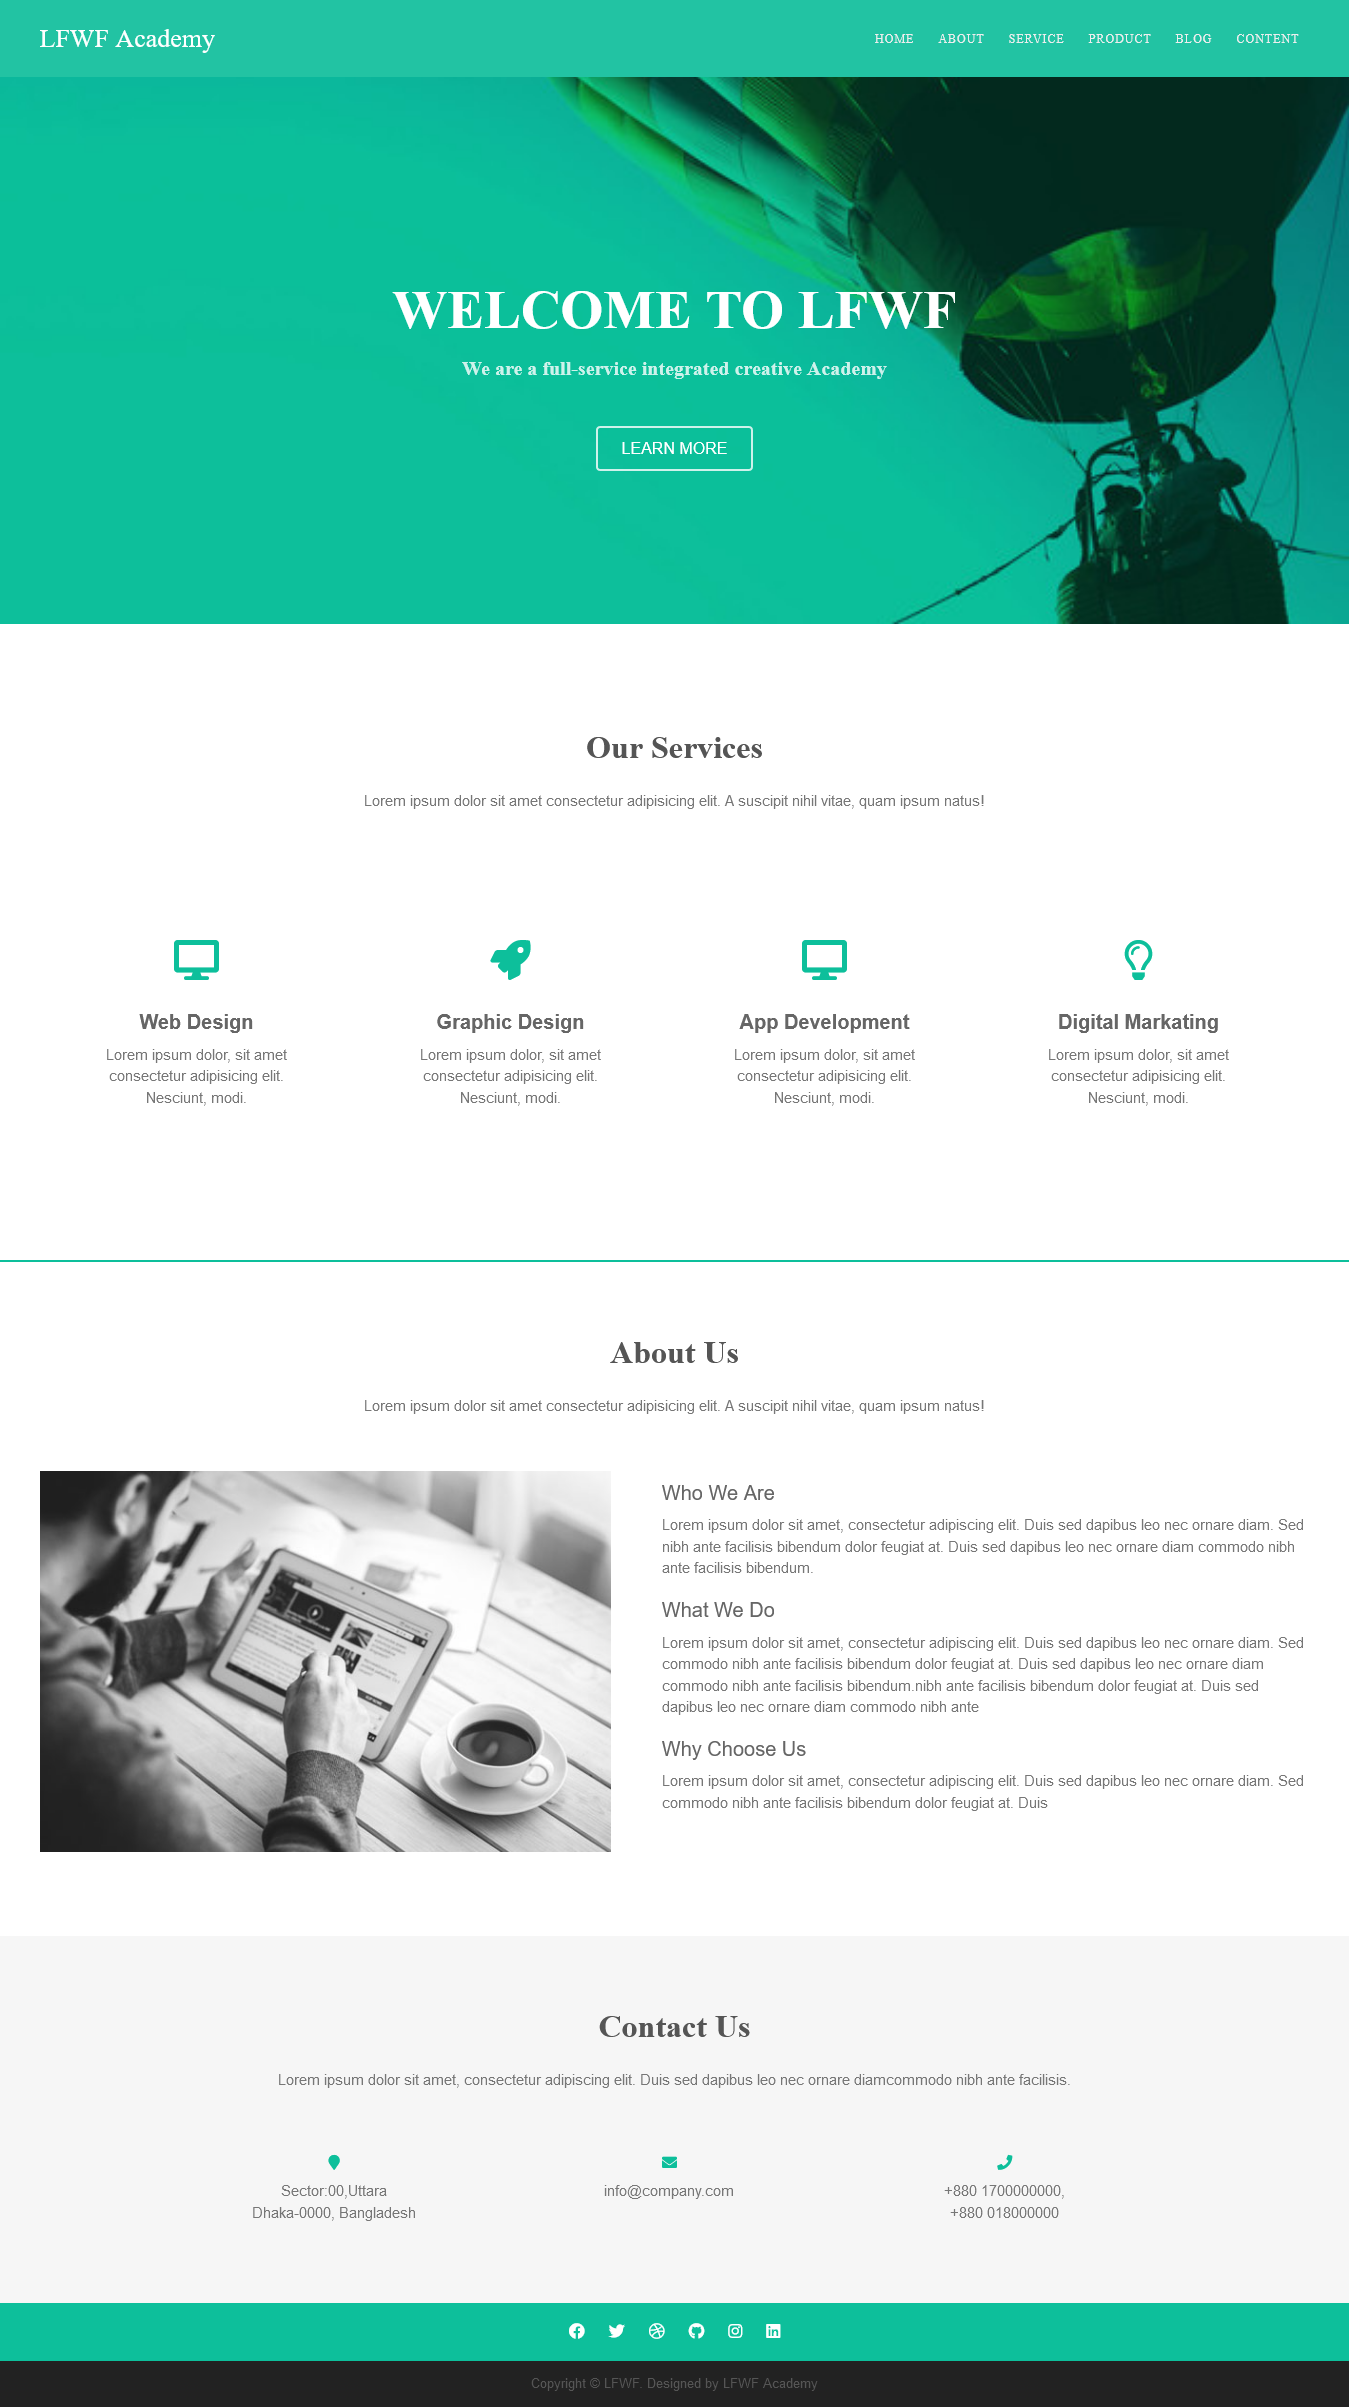 LFWF Academy
HOME ABOUT SERVICE PRODUCT BLOG CONTENT
WELCOME TO LFWF
We are a full-service integrated creative Academy
LEARN MORE
Our Services
Lorem ipsum dolor sit amet consectetur adipisicing elit. A suscipit nihil vitae, quam ipsum natus!
Web Design
Lorem ipsum dolor, sit amet
consectetur adipisicing elit.
Nesciunt, modi.
Graphic Design
Lorem ipsum dolor, sit amet
consectetur adipisicing elit.
Nesciunt, modi.
App Development
Lorem ipsum dolor, sit amet
consectetur adipisicing elit.
Nesciunt, modi.
Digital Markating
Lorem ipsum dolor, sit amet
consectetur adipisicing elit.
Nesciunt, modi.
About Us
Lorem ipsum dolor sit amet consectetur adipisicing elit. A suscipit nihil vitae, quam ipsum natus!
Who We Are
Lorem ipsum dolor sit amet, consectetur adipiscing elit. Duis sed dapibus leo nec ornare diam. Sed
nibh ante facilisis bibendum dolor feugiat at. Duis sed dapibus leo nec ornare diam commodo nibh
ante facilisis bibendum.
What We Do
Lorem ipsum dolor sit amet, consectetur adipiscing elit. Duis sed dapibus leo nec ornare diam. Sed
commodo nibh ante facilisis bibendum dolor feugiat at. Duis sed dapibus leo nec ornare diam
commodo nibh ante facilisis bibendum.nibh ante facilisis bibendum dolor feugiat at. Duis sed
dapibus leo nec ornare diam commodo nibh ante
Why Choose Us
Lorem ipsum dolor sit amet, consectetur adipiscing elit. Duis sed dapibus leo nec ornare diam. Sed
commodo nibh ante facilisis bibendum dolor feugiat at. Duis
Contact Us
Lorem ipsum dolor sit amet, consectetur adipiscing elit. Duis sed dapibus leo nec ornare diamcommodo nibh ante facilisis.
Sector:00,Uttara
Dhaka-0000, Bangladesh
info@company.com
+880 1700000000,
+880 018000000
Copyright © LFWF. Designed by LFWF Academy